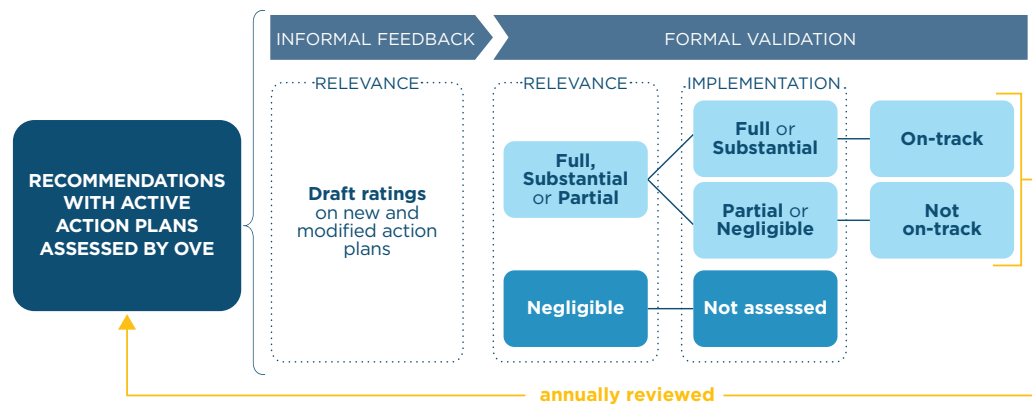 INFORMAL FEEDBACK
FORMAL VALIDATION
RELEVANCE
RELEVANCE
IMPLEMENTATION
RECOMMENDATIONS
WITH ACTIVE
ACTION PLANS
ASSESSED BY OVE
Draft ratings
on new and
modified action
plans
Full,
Substantial
or Partial
Full or
Substantial
On-track
Partial or
Negligible
Not
on-track
Negligible
Not assessed
annually reviewed